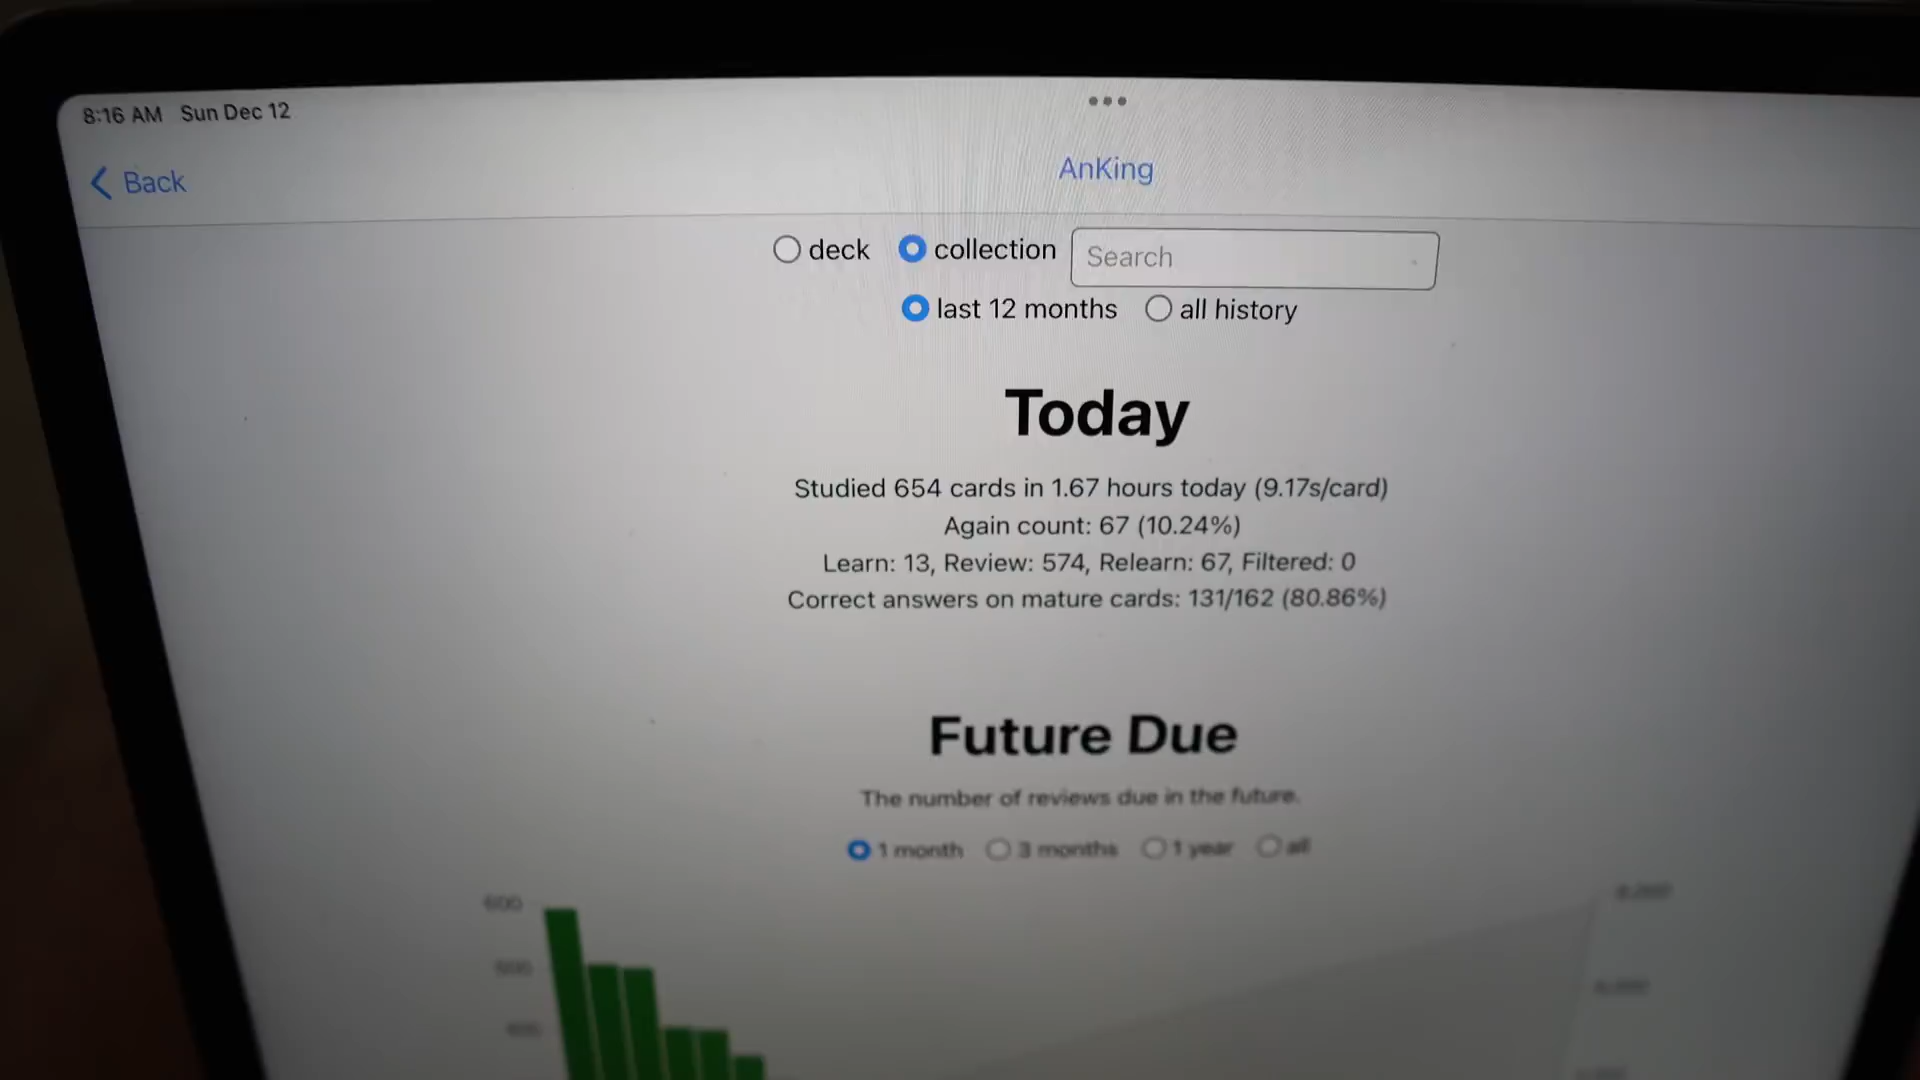 8:16 AM Sun Dec 12
Back
AnKing
deck collection Search
last 12 months all history
Today
Studied 654 cards in 1.67 hours today (9.17s/card)
Again count: 67 (10.24%)
Learn: 13, Review: 574, Relearn: 67, Filtered: 0
Correct answers on mature cards: 131/162 (80.86%)
Future Due
The number of reviews due in the future.
1 month 3 months 1 year all
600
500
400